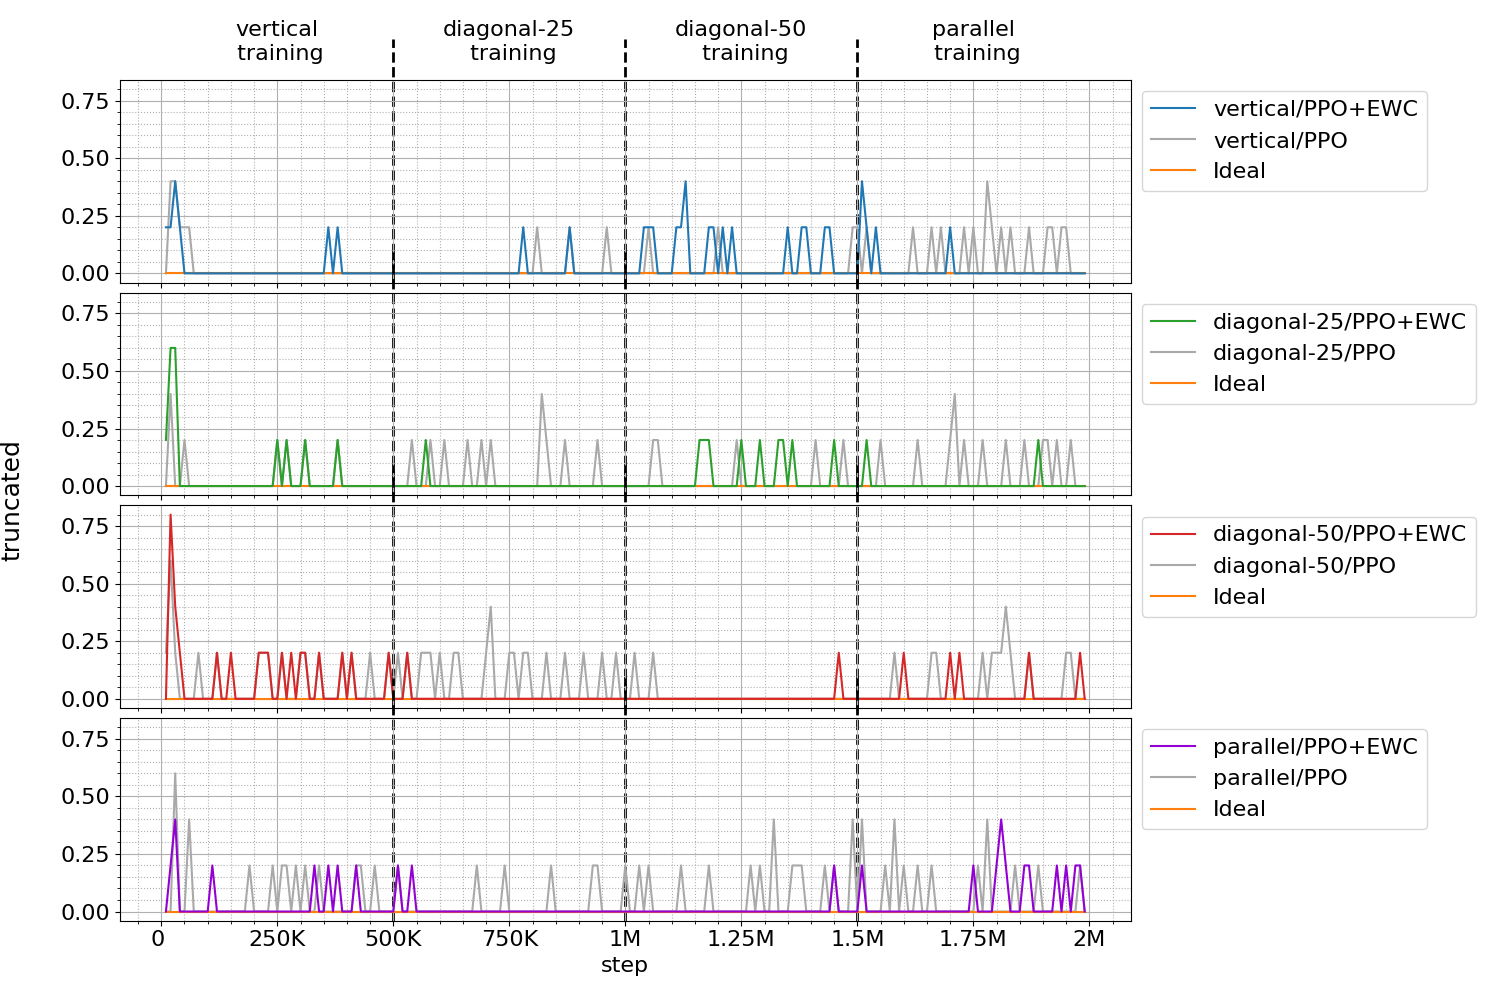 vertical
training
diagonal-25
training
diagonal-50
training
parallel
training
truncated
0.75
0.50
0.25
0.00
vertical/PPO+EWC
vertical/PPO
Ideal
0.75
0.50
0.25
0.00
diagonal-25/PPO+EWC
diagonal-25/PPO
Ideal
0.75
0.50
0.25
0.00
diagonal-50/PPO+EWC
diagonal-50/PPO
Ideal
0.75
0.50
0.25
0.00
parallel/PPO+EWC
parallel/PPO
Ideal
0 250K 500K 750K 1M 1.25M 1.5M 1.75M 2M
step